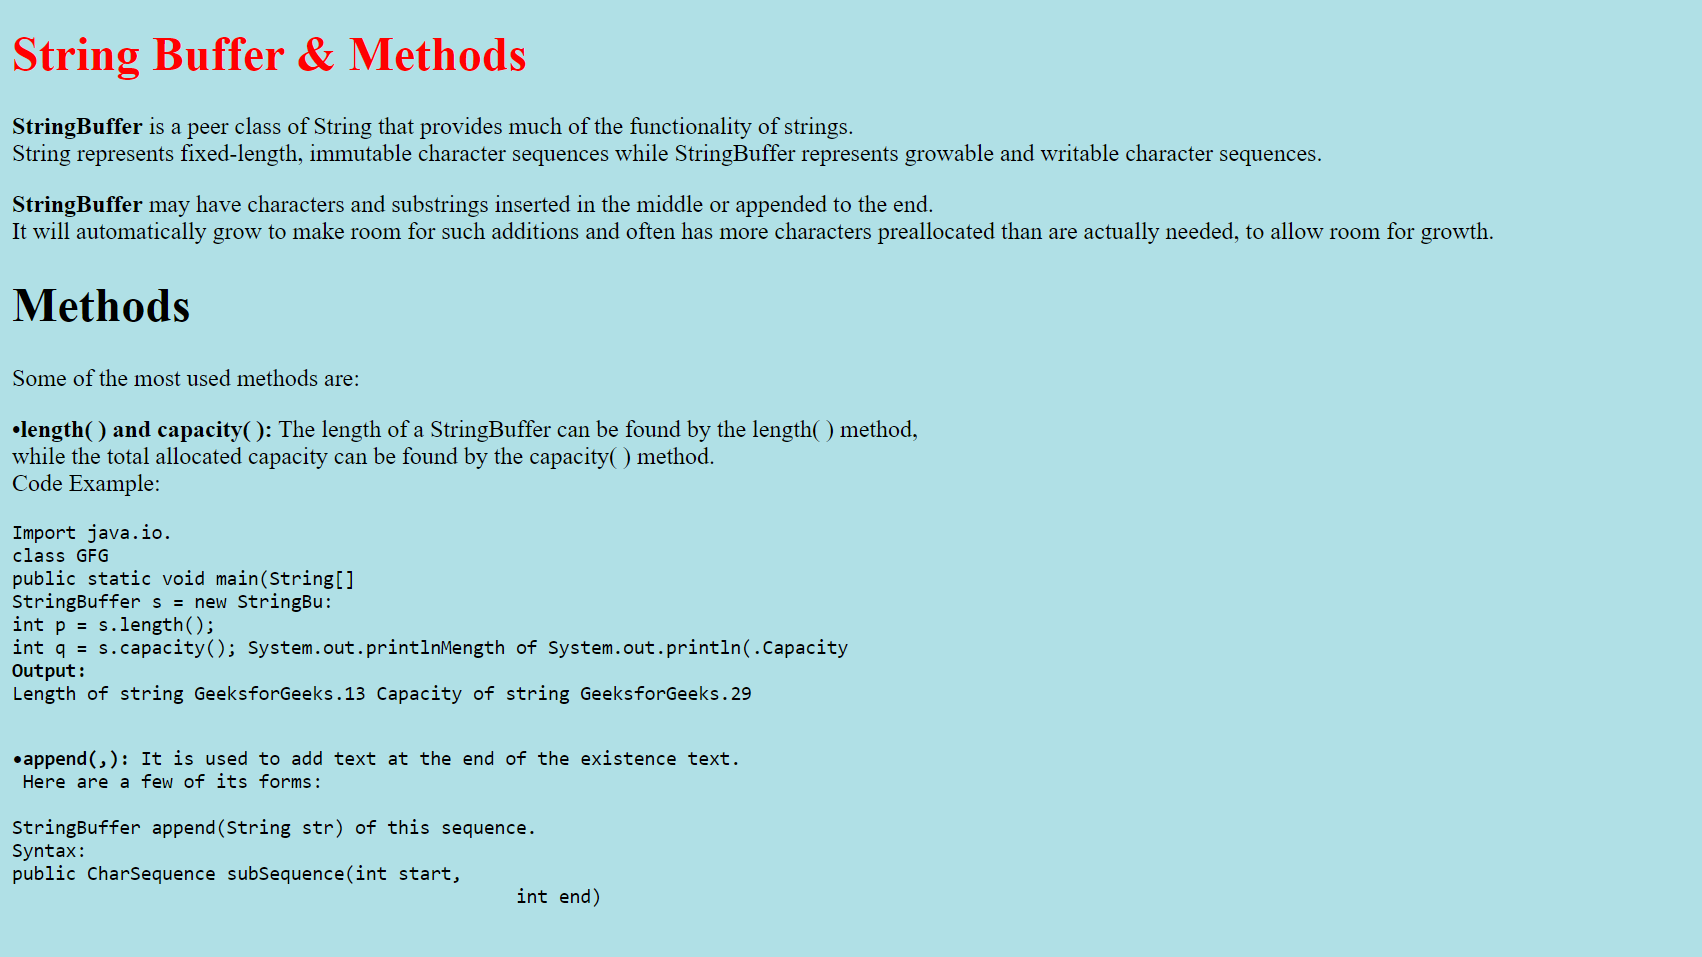 String Buffer & Methods
StringBuffer is a peer class of String that provides much of the functionality of strings.
String represents fixed-length, immutable character sequences while StringBuffer represents growable and writable character sequences.
StringBuffer may have characters and substrings inserted in the middle or appended to the end.
It will automatically grow to make room for such additions and often has more characters preallocated than are actually needed, to allow room for growth.
Methods
Some of the most used methods are:
•length( ) and capacity( ): The length of a StringBuffer can be found by the length( ) method,
while the total allocated capacity can be found by the capacity( ) method.
Code Example:
Import java.io.
class GFG
public static void main(String[]
StringBuffer s = new StringBu:
int p = s.length();
int q = s.capacity(); System.out.printlnMength of System.out.println(.Capacity
Output:
Length of string GeeksforGeeks.13 Capacity of string GeeksforGeeks.29
•append(,): It is used to add text at the end of the existence text.
Here are a few of its forms:
StringBuffer append(String str) of this sequence.
Syntax:
public CharSequence subSequence(int start,
int end)